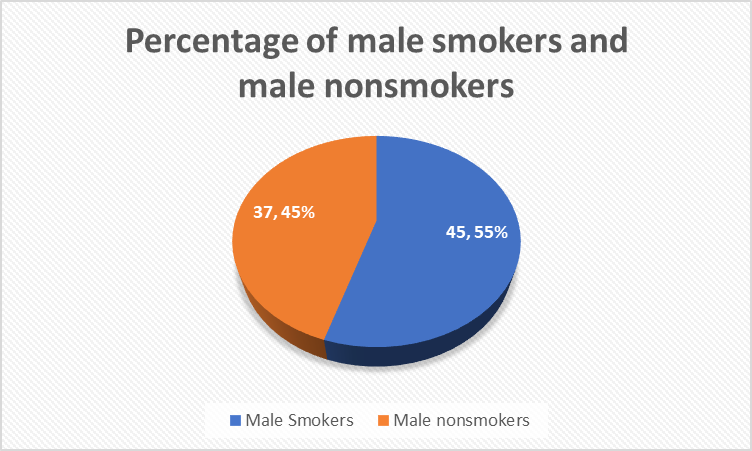 Percentage of male smokers and
male nonsmokers
37, 45%
45, 55%
Male Smokers Male nonsmokers